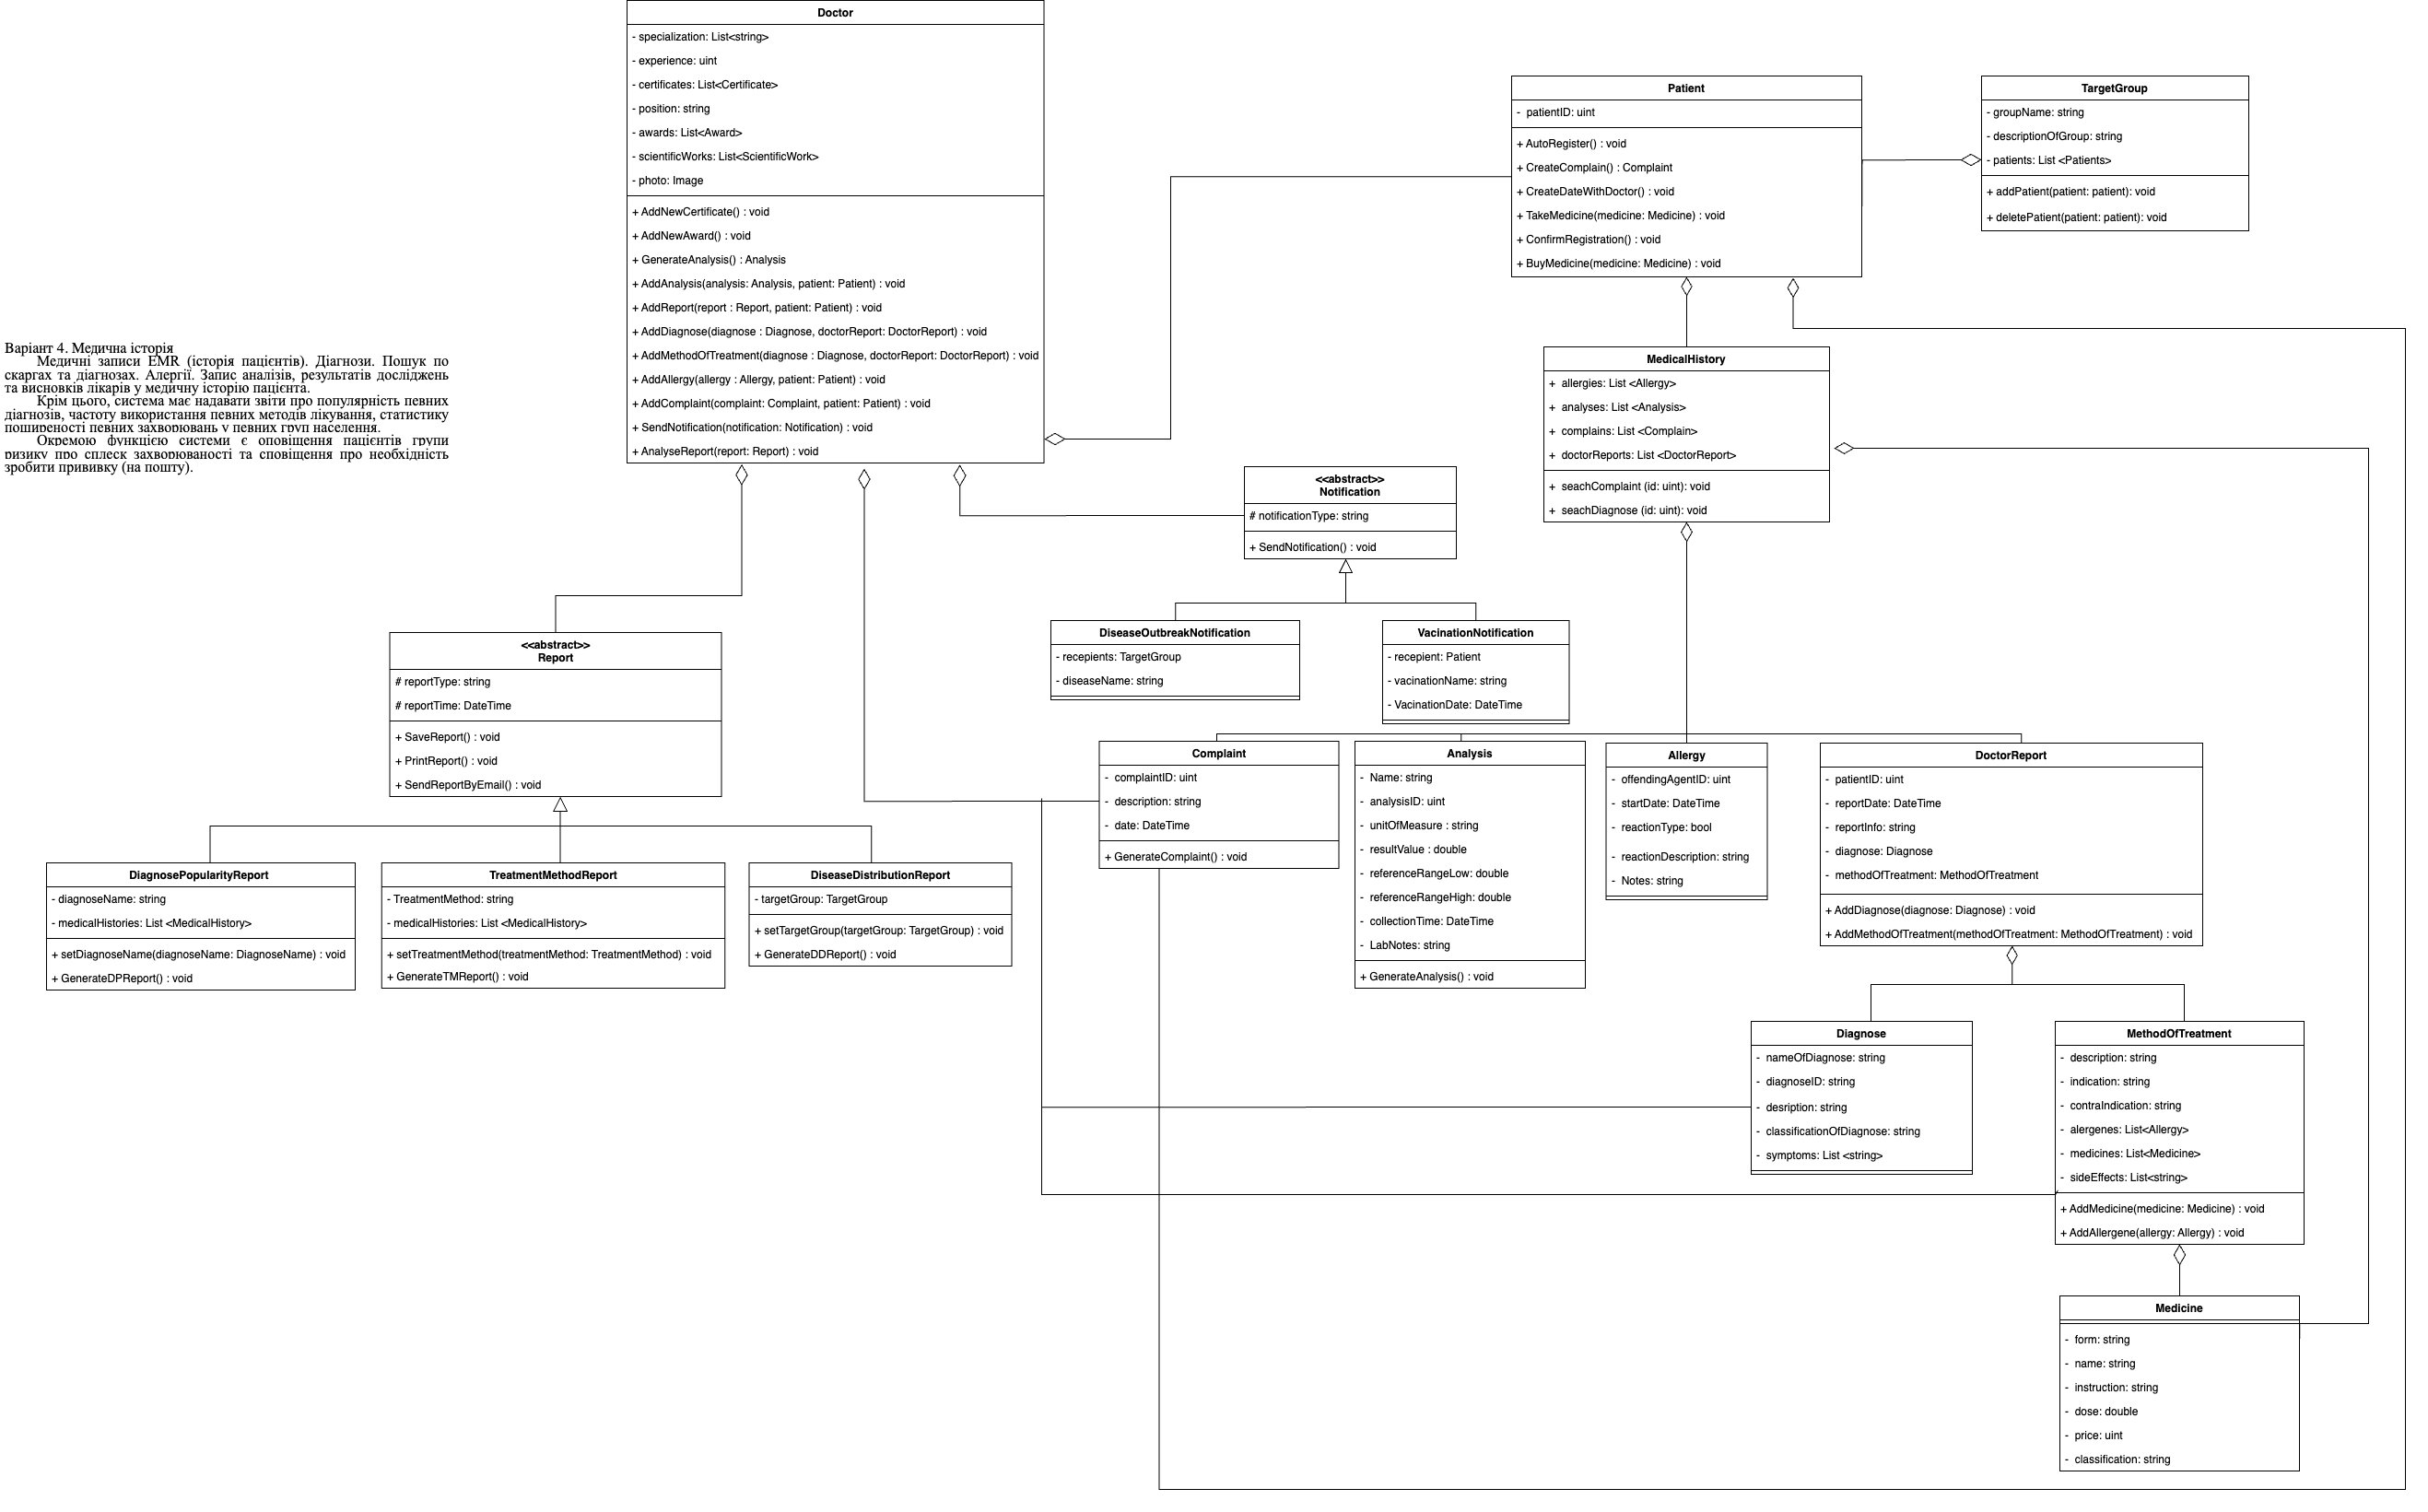 Doctor
- specialization: List<string>
- experience: uint
- certificates: List<Certificate>
- position: string
- awards: List<Award>
- scientificWorks: List<ScientificWork>
- photo: Image
+ AddNewCertificate() : void
+ AddNewAward() : void
+ GenerateAnalysis() : Analysis
+ AddAnalysis(analysis: Analysis, patient: Patient) : void
+ AddReport(report : Report, patient: Patient) : void
+ AddDiagnose(diagnose : Diagnose, doctorReport: DoctorReport) : void
+ AddMethodOfTreatment(diagnose : Diagnose, doctorReport: DoctorReport) : void
+ AddAllergy(allergy : Allergy, patient: Patient) : void
+ AddComplaint(complaint: Complaint, patient: Patient) : void
+ SendNotification(notification: Notification) : void
+ AnalyseReport(report: Report) : void
Patient
- patientID: uint
+ AutoRegister() : void
+ CreateComplain() : Complaint
+ CreateDateWithDoctor() : void
+ TakeMedicine(medicine: Medicine) : void
+ ConfirmRegistration() : void
+ BuyMedicine(medicine: Medicine) : void
TargetGroup
- groupName: string
- descriptionOfGroup: string
- patients: List <Patients>
+ addPatient(patient: patient): void
+ deletePatient(patient: patient): void
Варіант 4. Медична історія
Медичні записи EMR (історія пацієнтів). Діагнози. Пошук по
скаргах та діагнозах. Алергії. Запис аналізів, результатів досліджень
та висновків лікарів у медичну історію пацієнта.
Крім цього, система має надавати звіти про популярність певних
діагнозів, частоту використання певних методів лікування, статистику
поширеності певних захворювань у певних груп населення.
Окремою функцією системи є оповіщення пацієнтів групи
ризику про сплеск захворюваності та сповіщення про необхідність
зробити прививку (на пошту).
MedicalHistory
+ allergies: List <Allergy>
+ analyses: List <Analysis>
+ complains: List <Complain>
+ doctorReports: List <DoctorReport>
+ seachComplaint (id: uint): void
+ seachDiagnose (id: uint): void
<<abstract>>
Notification
# notificationType: string
+ SendNotification() : void
DiseaseOutbreakNotification
- recepients: TargetGroup
- diseaseName: string
VacinationNotification
- recepient: Patient
- vacinationName: string
- VacinationDate: DateTime
<<abstract>>
Report
# reportType: string
# reportTime: DateTime
+ SaveReport() : void
+ PrintReport() : void
+ SendReportByEmail() : void
DiagnosePopularityReport
- diagnoseName: string
- medicalHistories: List <MedicalHistory>
+ setDiagnoseName(diagnoseName: DiagnoseName) : void
+ GenerateDPReport() : void
TreatmentMethodReport
- TreatmentMethod: string
- medicalHistories: List <MedicalHistory>
+ setTreatmentMethod(treatmentMethod: TreatmentMethod) : void
+ GenerateTMReport() : void
DiseaseDistributionReport
- targetGroup: TargetGroup
+ setTargetGroup(targetGroup: TargetGroup) : void
+ GenerateDDReport() : void
Complaint
- complaintID: uint
- description: string
- date: DateTime
+ GenerateComplaint() : void
Analysis
- Name: string
- analysisID: uint
- unitOfMeasure : string
- resultValue : double
- referenceRangeLow: double
- referenceRangeHigh: double
- collectionTime: DateTime
- LabNotes: string
+ GenerateAnalysis() : void
Allergy
- offendingAgentID: uint
- startDate: DateTime
- reactionType: bool
- reactionDescription: string
- Notes: string
DoctorReport
- patientID: uint
- reportDate: DateTime
- reportInfo: string
- diagnose: Diagnose
- methodOfTreatment: MethodOfTreatment
+ AddDiagnose(diagnose: Diagnose) : void
+ AddMethodOfTreatment(methodOfTreatment: MethodOfTreatment) : void
Diagnose
- nameOfDiagnose: string
- diagnoseID: string
- desription: string
- classificationOfDiagnose: string
- symptoms: List <string>
MethodOfTreatment
- description: string
- indication: string
- contraIndication: string
- alergenes: List<Allergy>
- medicines: List<Medicine>
- sideEffects: List<string>
+ AddMedicine(medicine: Medicine) : void
+ AddAllergene(allergy: Allergy) : void
Medicine
- form: string
- name: string
- instruction: string
- dose: double
- price: uint
- classification: string